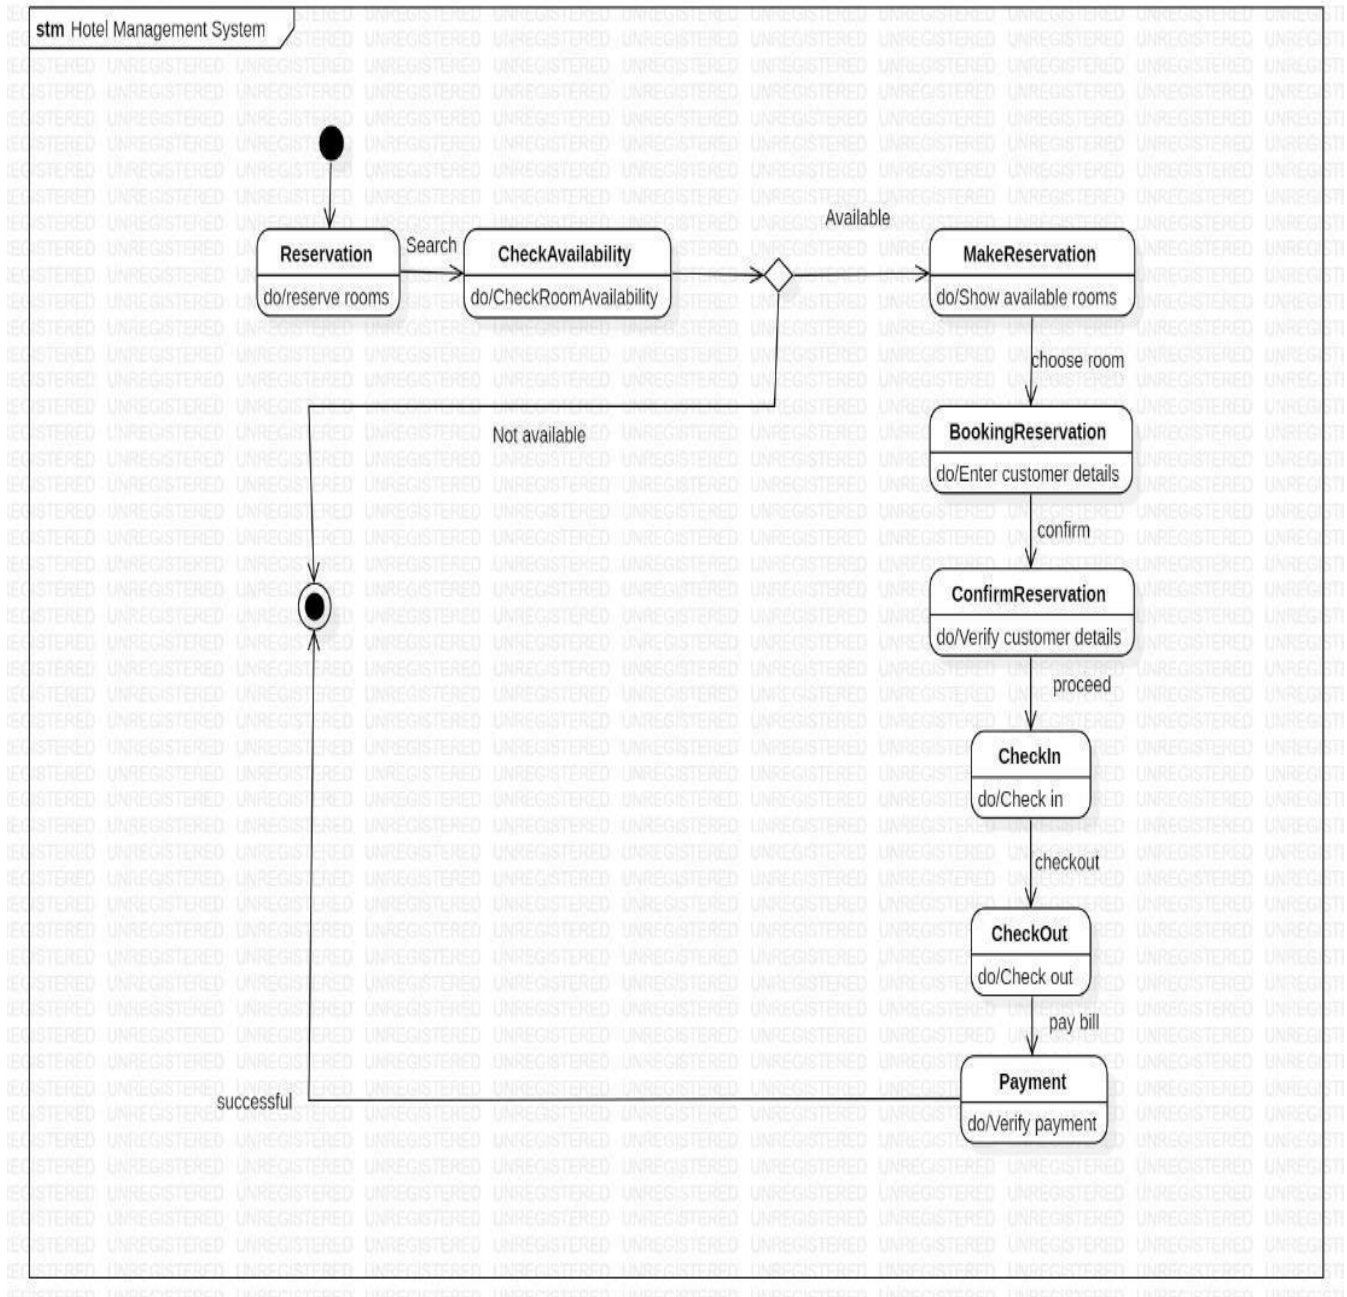 stm Hotel Management System
Available
Reservation
Search
CheckAvailability
MakeReservation
do/reserve rooms
do/CheckRoomAvailability
do/Show available rooms
choose room
BookingReservation
Not available
do/Enter customer details
confirm
ConfirmReservation
do/Verify customer details
proceed
CheckIn
do/Check in
checkout
CheckOut
do/Check out
pay bill
Payment
successful
do/Verify payment
UNREGISTERED